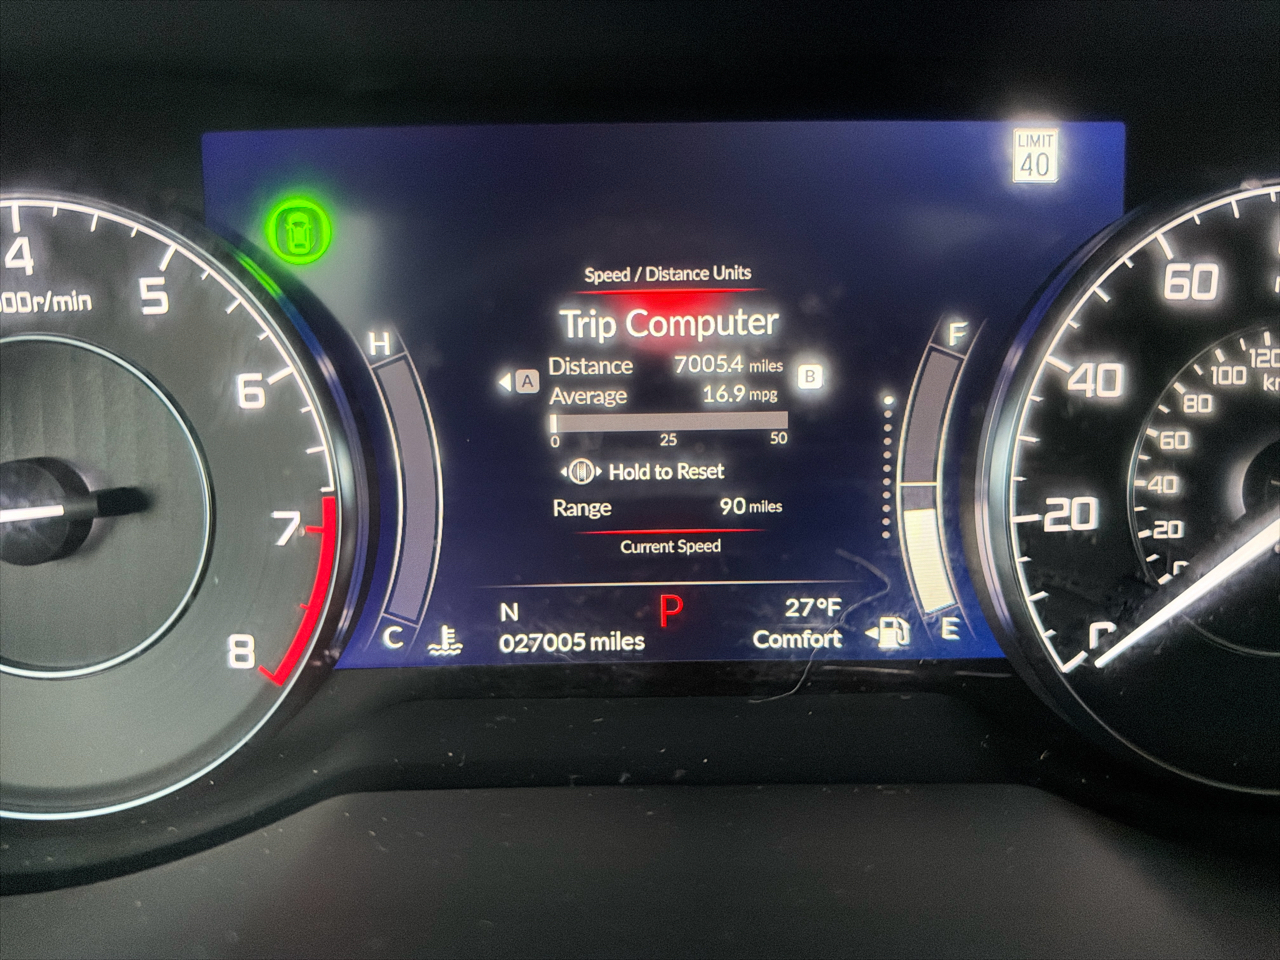 LIMIT
40
4
5
6
7
8
00r/min
Speed / Distance Units
Trip Computer
A
Distance 7005.4 miles
B
Average 16.9 mpg
0 25 50
Hold to Reset
Range 90 miles
Current Speed
H
C
F
E
N P 27°F
027005 miles Comfort
60
40
20
120
100
80
60
40
20
km